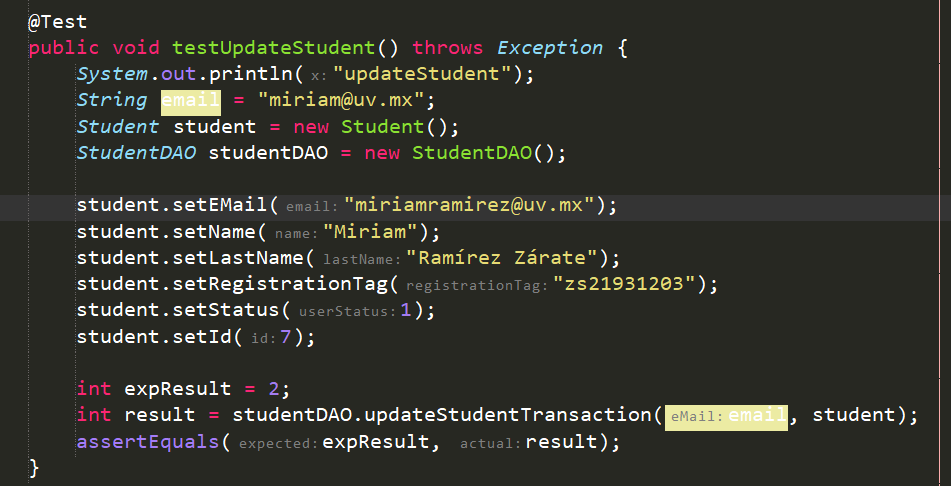 @Test
public void testUpdateStudent() throws Exception {
System.out.println( x: "updateStudent");
String email = "miriam@uv.mx";
Student student = new Student();
StudentDAO studentDAO = new StudentDAO();
student.setEMail( email: "miriamramirez@uv.mx");
student.setName( name: "Miriam");
student.setLastName( lastName: "Ramírez Zárate");
student.setRegistrationTag( registrationTag: "zs21931203");
student.setStatus( userStatus: 1);
student.setId( id: 7);
int expResult = 2;
int result = studentDAO.updateStudentTransaction( eMail: email, student);
assertEquals( expected: expResult, actual: result);
}